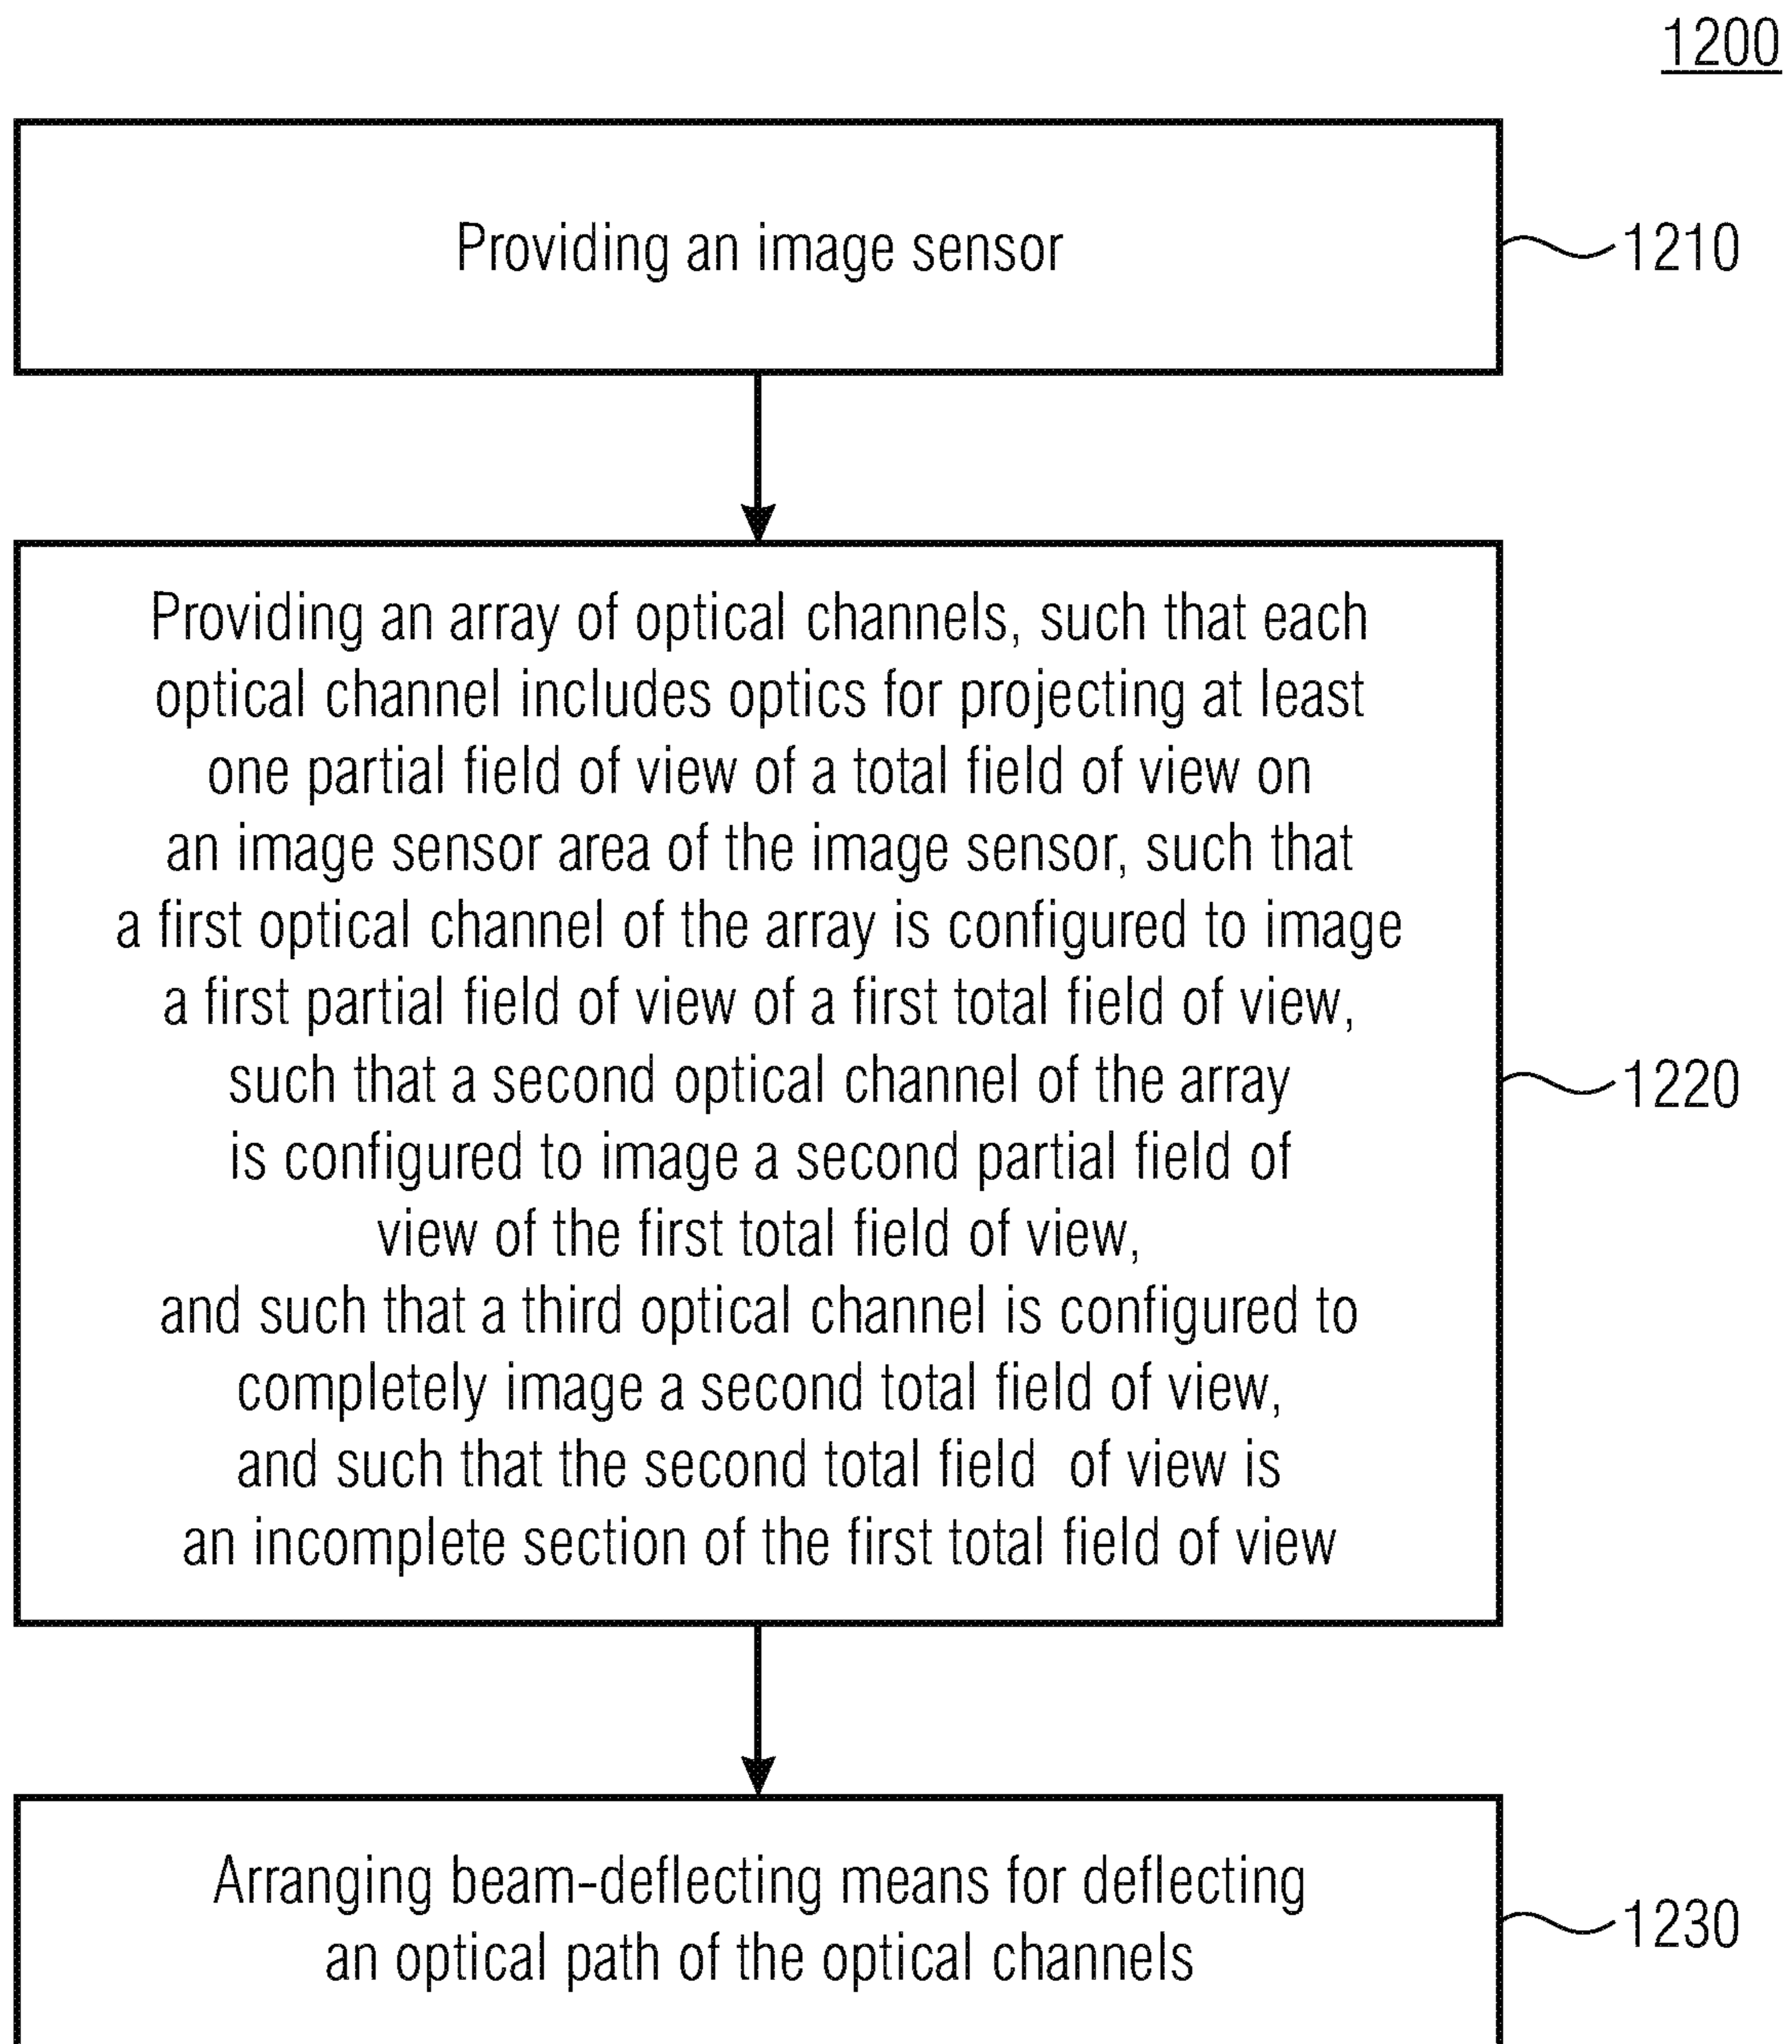 1200
Providing an image sensor
1210
Providing an array of optical channels, such that each
optical channel includes optics for projecting at least
one partial field of view of a total field of view on
an image sensor area of the image sensor, such that
a first optical channel of the array is configured to image
a first partial field of view of a first total field of view,
such that a second optical channel of the array
is configured to image a second partial field of
view of the first total field of view,
and such that a third optical channel is configured to
completely image a second total field of view,
and such that the second total field of view is
an incomplete section of the first total field of view
1220
Arranging beam-deflecting means for deflecting
an optical path of the optical channels
1230